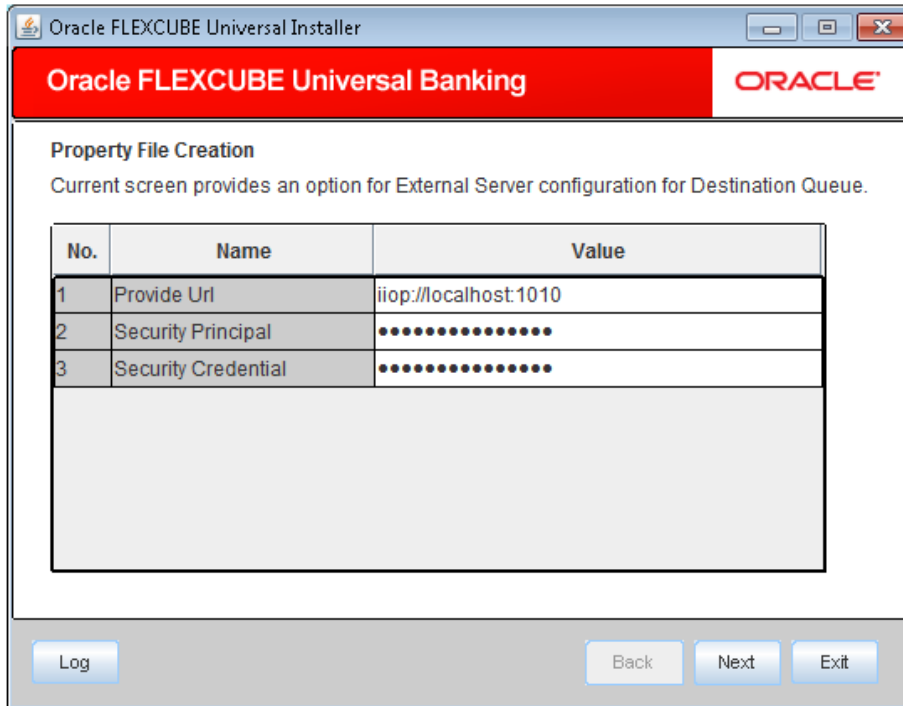 Oracle FLEXCUBE Universal Installer
Oracle FLEXCUBE Universal Banking
ORACLE
Property File Creation
Current screen provides an option for External Server configuration for Destination Queue.
No. Name Value
1 Provide Url iiop://localhost:1010
2 Security Principal •••••••••••••••
3 Security Credential •••••••••••••••
Log Back Next Exit